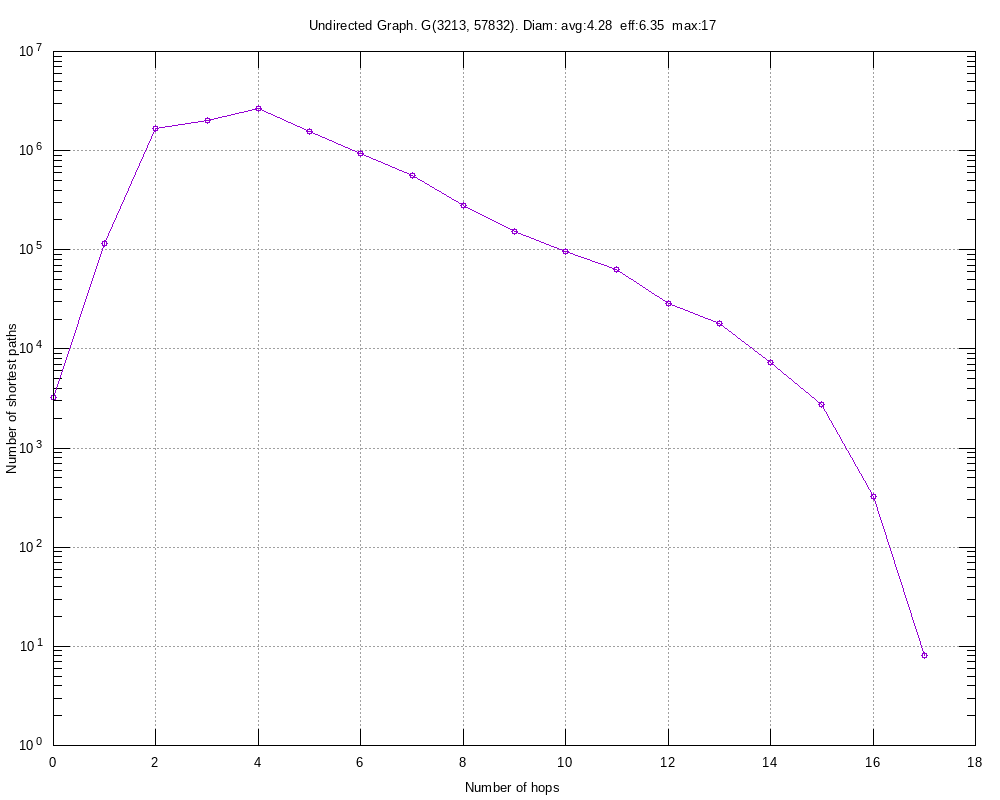 Undirected Graph. G(3213, 57832). Diam: avg:4.28  eff:6.35  max:17
10^7
10^6
10^5
10^4
10^3
10^2
10^1
10^0
Number of shortest paths
0 2 4 6 8 10 12 14 16 18
Number of hops